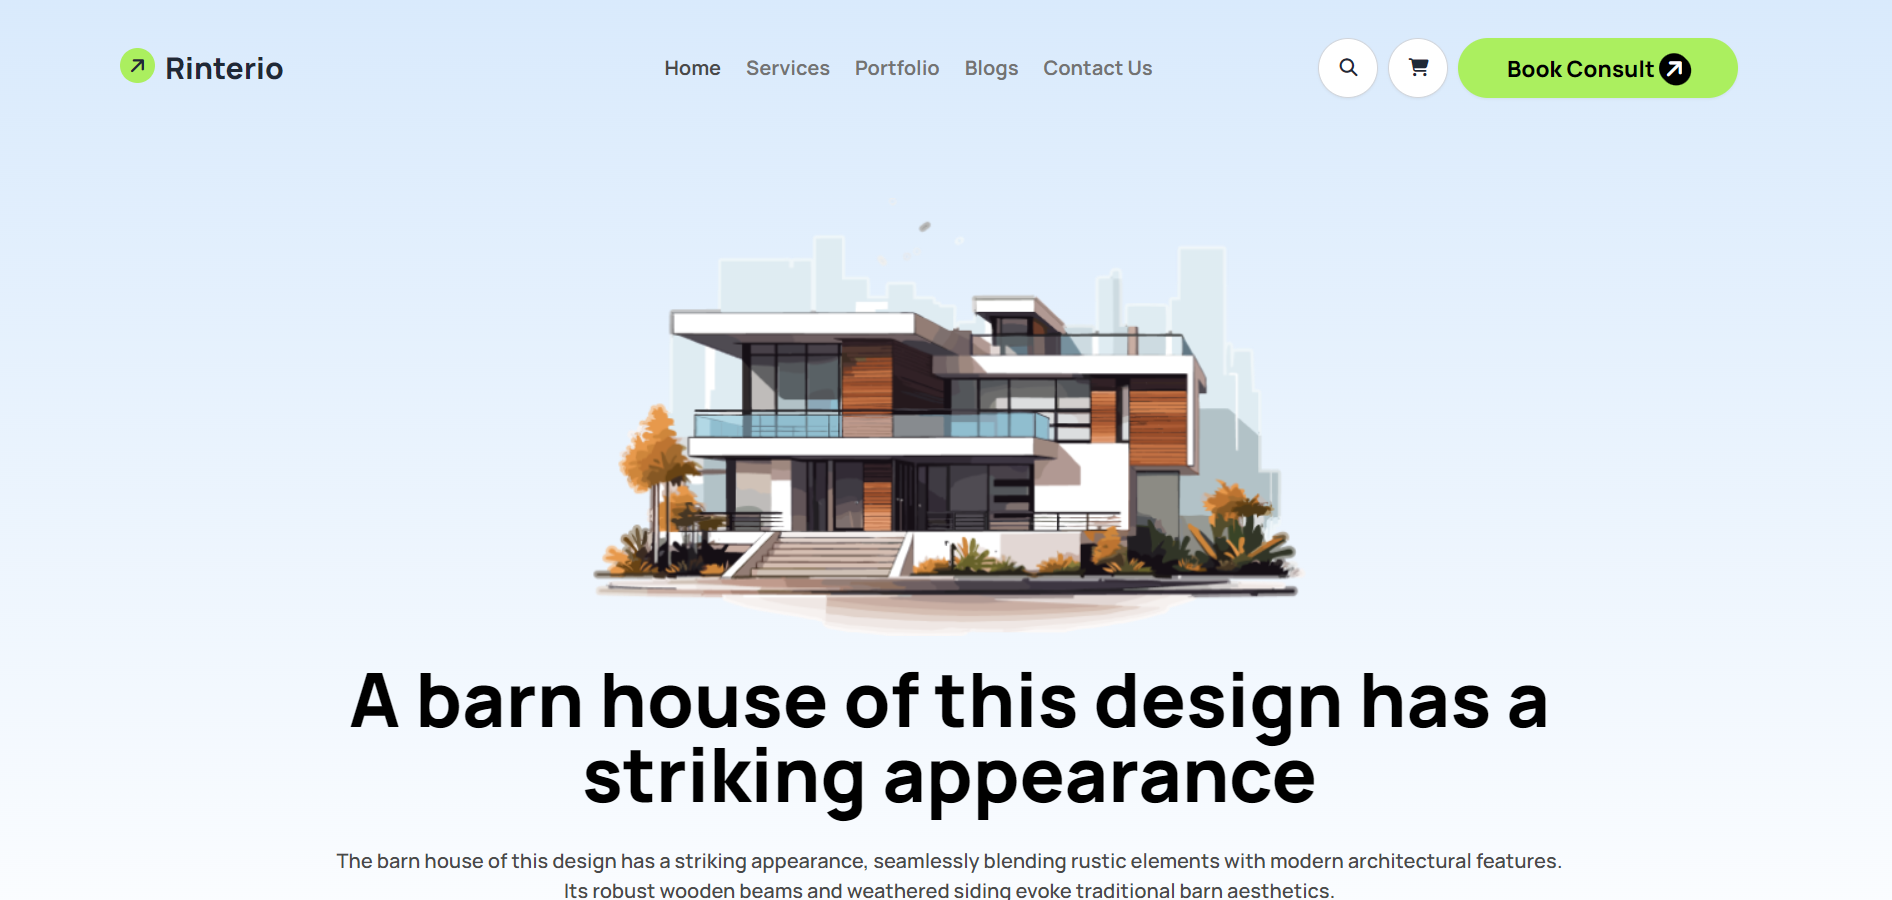 Rinterio
Home Services Portfolio Blogs Contact Us
Book Consult
A barn house of this design has a
striking appearance
The barn house of this design has a striking appearance, seamlessly blending rustic elements with modern architectural features.
Its robust wooden beams and weathered siding evoke traditional barn aesthetics.